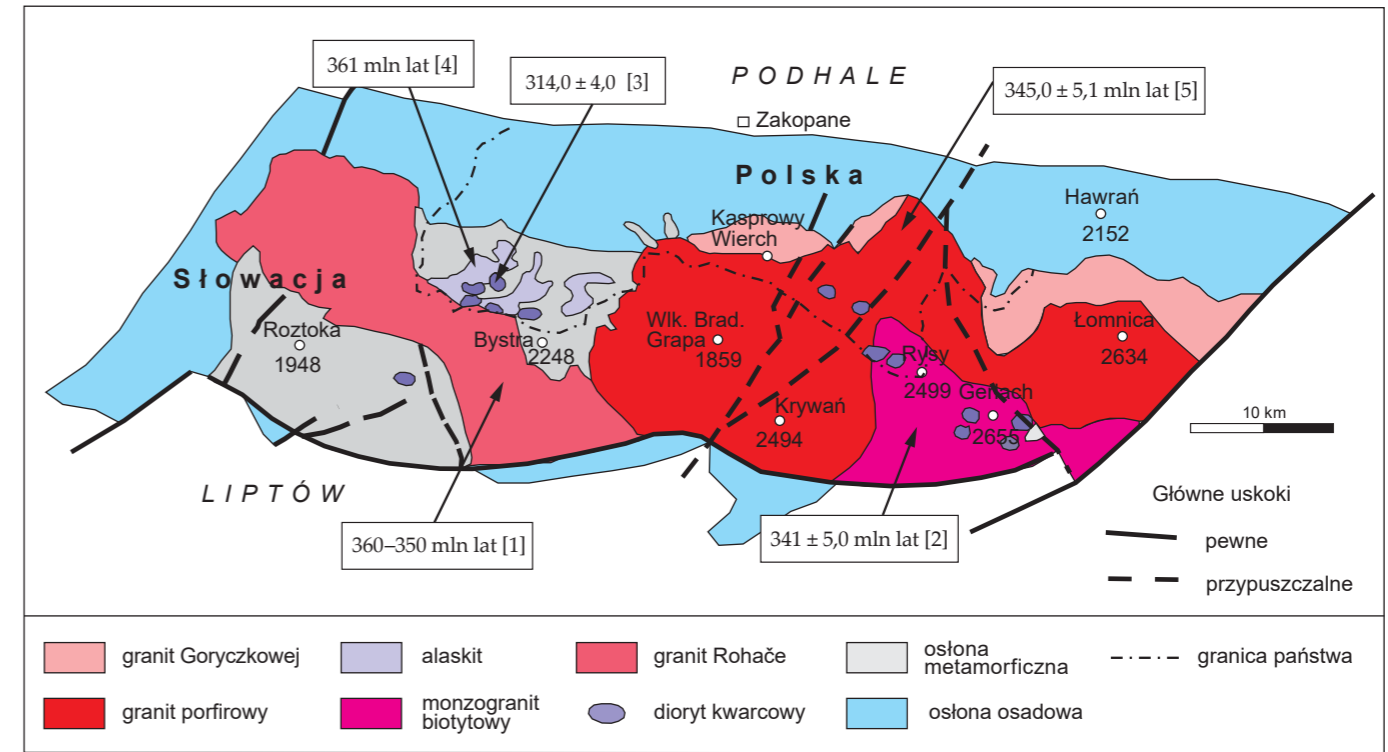 361 mln lat [4]
314,0 ± 4,0 [3]
PODHALE
345,0 ± 5,1 mln lat [5]
Zakopane
Polska
Hawrań
2152
Kasprowy
Wierch
Słowacja
Roztoka
1948
Bystra
2248
Wlk. Brad.
Grapa
1859
Łomnica
2634
Rysy
2499
Gerlach
2655
Krywań
2494
10 km
LIPTÓW
360–350 mln lat [1]
341 ± 5,0 mln lat [2]
Główne uskoki
pewne
przypuszczalne
granit Goryczkowej
alaskit
granit Rohače
osłona
metamorficzna
granica państwa
granit porfirowy
monzogranit
biotytowy
dioryt kwarcowy
osłona osadowa